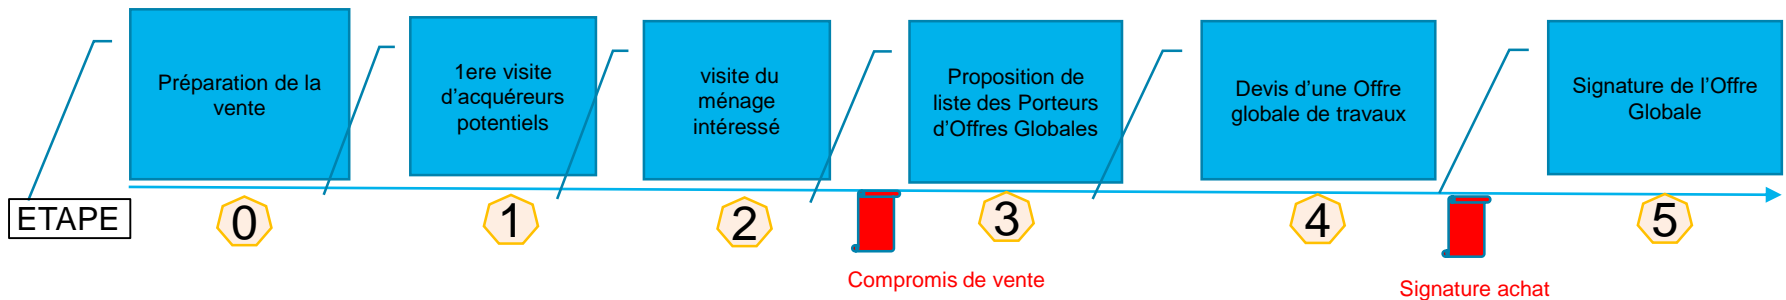 Préparation de la
vente
1ere visite
d'acquéreurs
potentiels
visite du
ménage
intéressé
Proposition de
liste des Porteurs
d'Offres Globales
Devis d'une Offre
globale de travaux
Signature de l'Offre
Globale
ETAPE
0
1
2
3
4
5
Compromis de vente
Signature achat